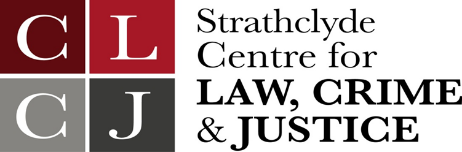 C L
C J
Strathclyde
Centre for
LAW, CRIME
& JUSTICE